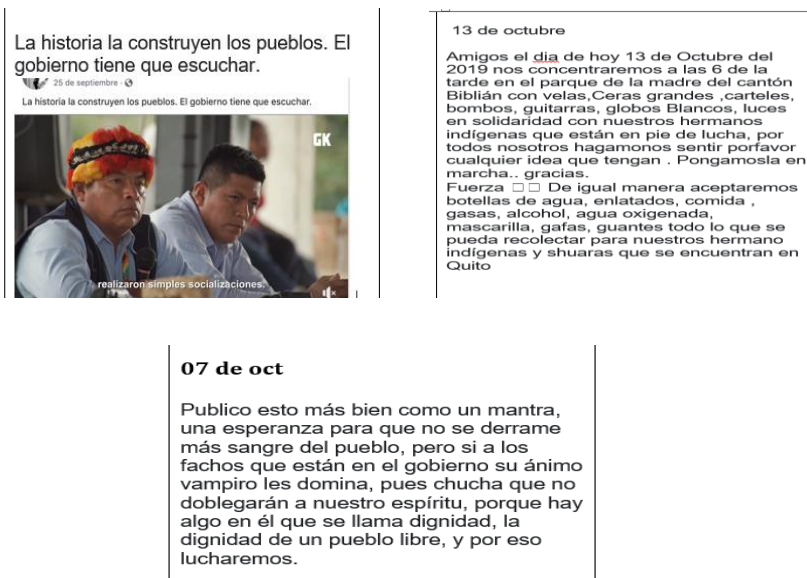 La historia la construyen los pueblos. El
gobierno tiene que escuchar.
25 de septiembre ·
La historia la construyen los pueblos. El gobierno tiene que escuchar.
GK
realizaron simples socializaciones.
13 de octubre
Amigos el dia de hoy 13 de Octubre del
2019 nos concentraremos a las 6 de la
tarde en el parque de la madre del cantón
Biblián con velas,Ceras grandes ,carteles,
bombos, guitarras, globos Blancos, luces
en solidaridad con nuestros hermanos
indígenas que están en pie de lucha, por
todos nosotros hagamonos sentir porfavor
cualquier idea que tengan . Pongamosla en
marcha.. gracias.
Fuerza □ □ De igual manera aceptaremos
botellas de agua, enlatados, comida ,
gasas, alcohol, agua oxigenada,
mascarilla, gafas, guantes todo lo que se
pueda recolectar para nuestros hermano
indígenas y shuaras que se encuentran en
Quito
07 de oct
Publico esto más bien como un mantra,
una esperanza para que no se derrame
más sangre del pueblo, pero si a los
fachos que están en el gobierno su ánimo
vampiro les domina, pues chucha que no
doblegarán a nuestro espíritu, porque hay
algo en él que se llama dignidad, la
dignidad de un pueblo libre, y por eso
lucharemos.